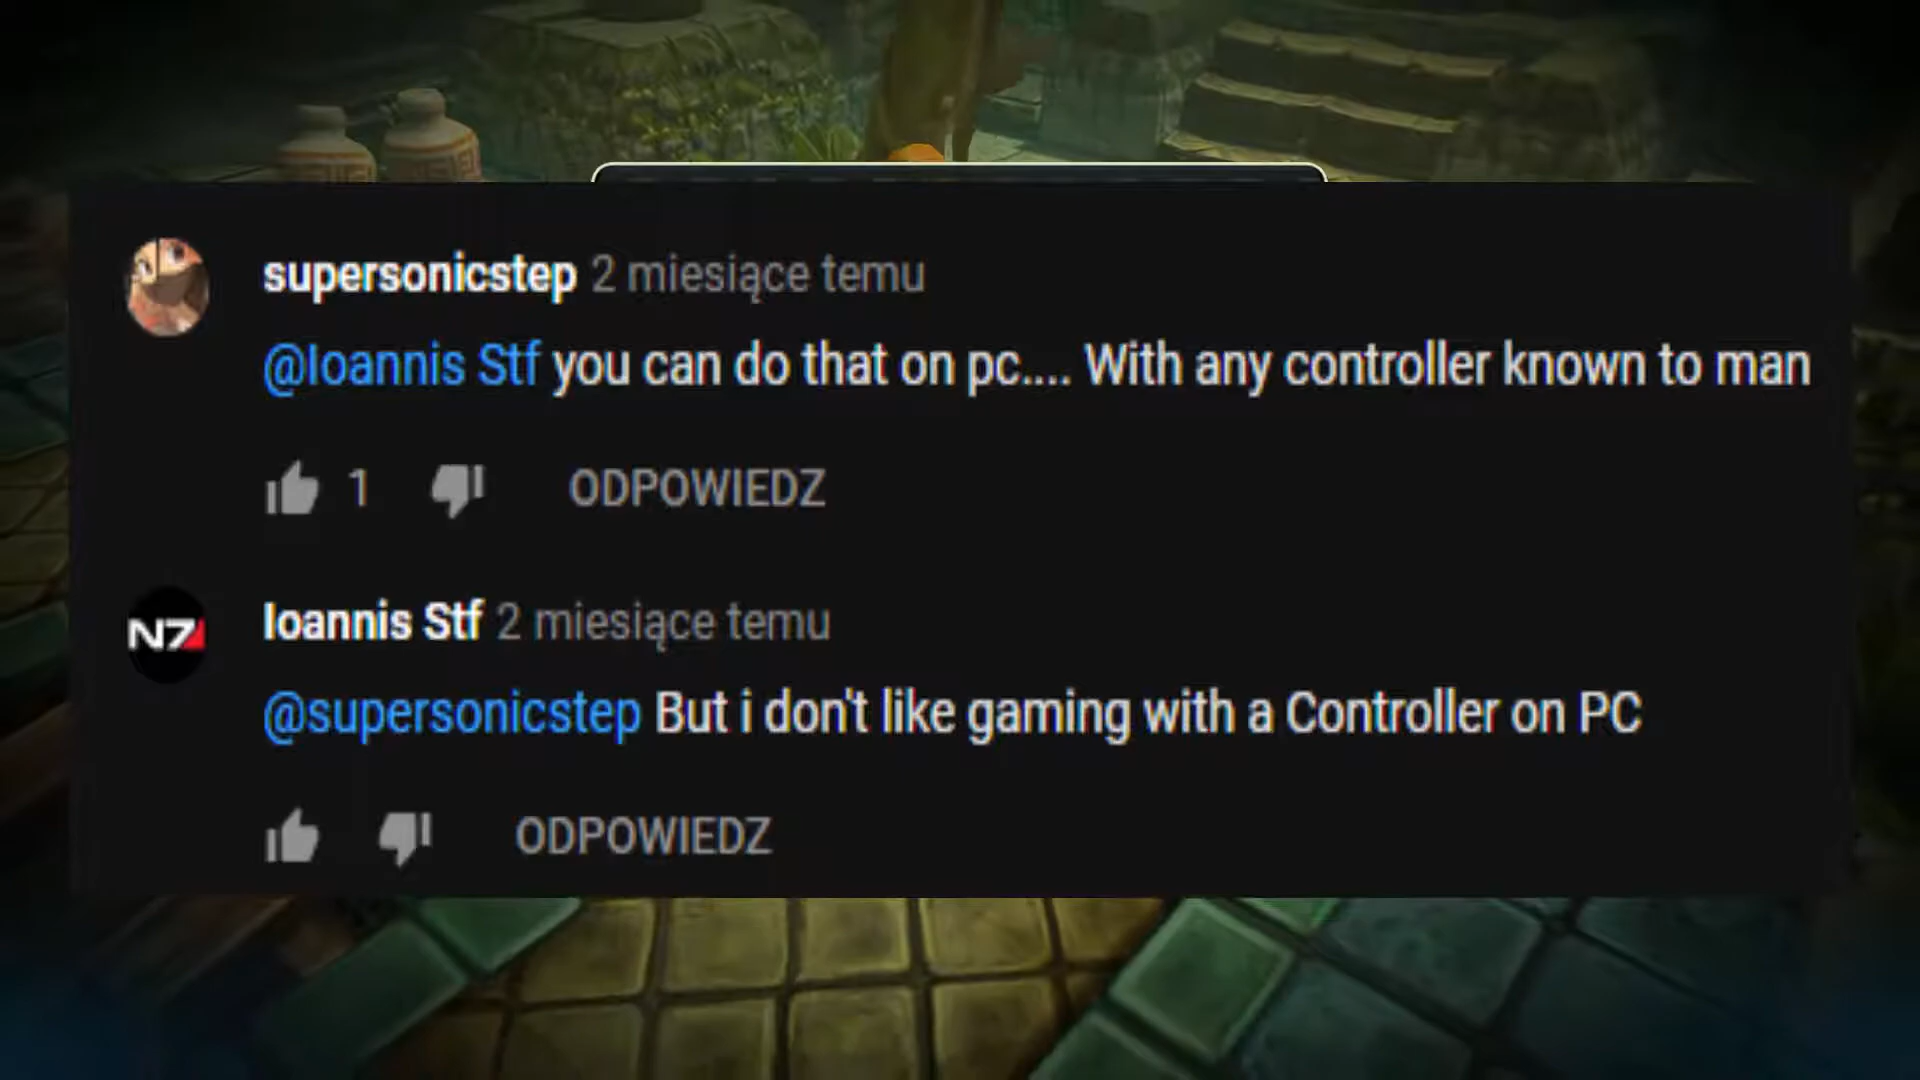 supersonicstep 2 miesiące temu
@Ioannis Stf you can do that on pc.... With any controller known to man
1 ODPOWIEDZ
N7
Ioannis Stf 2 miesiące temu
@supersonicstep But i don't like gaming with a Controller on PC
ODPOWIEDZ